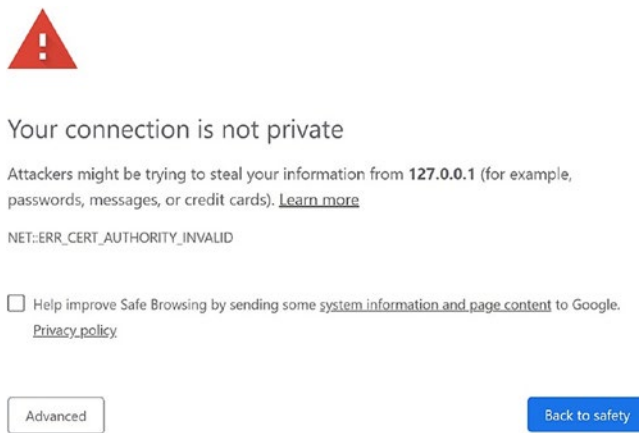 Your connection is not private
Attackers might be trying to steal your information from 127.0.0.1 (for example,
passwords, messages, or credit cards). Learn more
NET::ERR_CERT_AUTHORITY_INVALID
Help improve Safe Browsing by sending some system information and page content to Google.
Privacy policy
Advanced
Back to safety